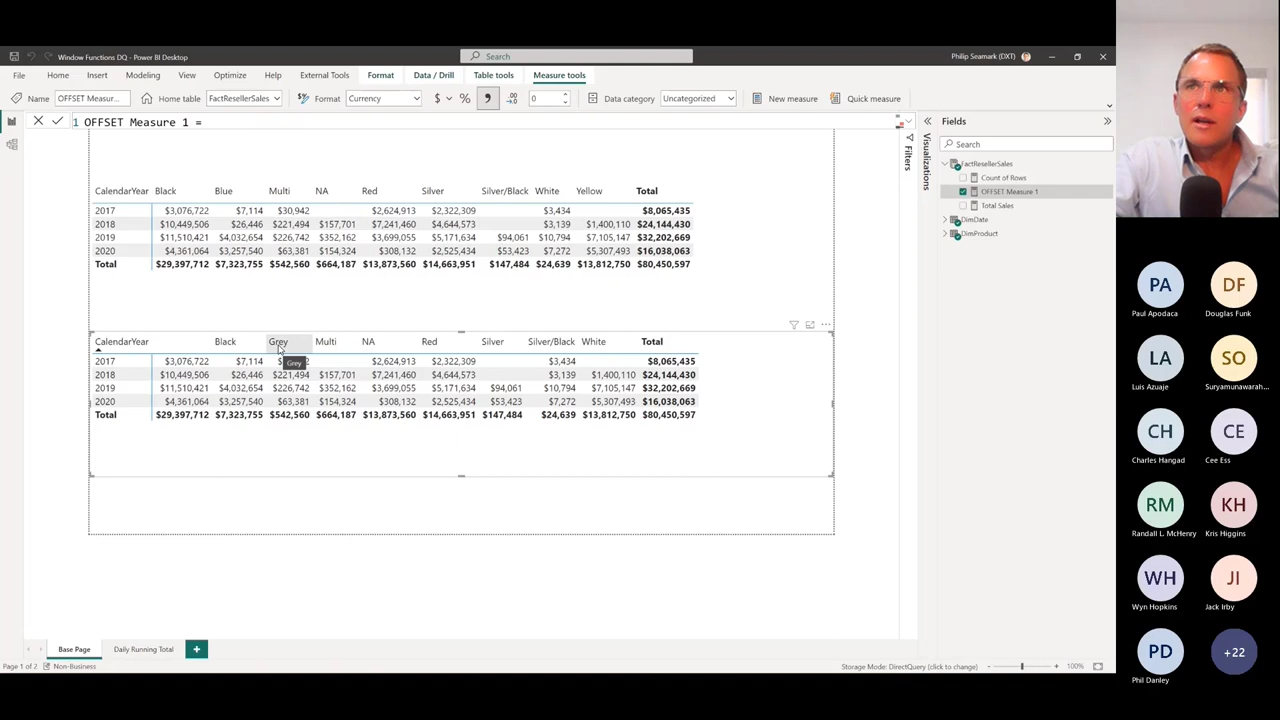 Window Functions DQ - Power BI Desktop
Search
Philip Seamark (DXT)
File Home Insert Modeling View Optimize Help External Tools Format Data / Drill Table tools Measure tools
Name OFFSET Measur... Home table FactResellerSales Format Currency $ % 9 .00 0 Data category Uncategorized New measure Quick measure
1 OFFSET Measure 1 =
Filters
Visualizations
Fields
Search
FactResellerSales
Count of Rows
OFFSET Measure 1
Total Sales
DimDate
DimProduct
CalendarYear Black Blue Multi NA Red Silver Silver/Black White Yellow Total
2017 $3,076,722 $7,114 $30,942 $2,624,913 $2,322,309 $3,434 $8,065,435
2018 $10,449,506 $26,446 $221,494 $157,701 $7,241,460 $4,644,573 $3,139 $1,400,110 $24,144,430
2019 $11,510,421 $4,032,654 $226,742 $352,162 $3,699,055 $5,171,634 $94,061 $10,794 $7,105,147 $32,202,669
2020 $4,361,064 $3,257,540 $63,381 $154,324 $308,132 $2,525,434 $53,423 $7,272 $5,307,493 $16,038,063
Total $29,397,712 $7,323,755 $542,560 $664,187 $13,873,560 $14,663,951 $147,484 $24,639 $13,812,750 $80,450,597
CalendarYear Black Grey Multi NA Red Silver Silver/Black White Total
Grey
2017 $3,076,722 $7,114 $2,624,913 $2,322,309 $3,434 $8,065,435
2018 $10,449,506 $26,446 $221,494 $157,701 $7,241,460 $4,644,573 $3,139 $1,400,110 $24,144,430
2019 $11,510,421 $4,032,654 $226,742 $352,162 $3,699,055 $5,171,634 $94,061 $10,794 $7,105,147 $32,202,669
2020 $4,361,064 $3,257,540 $63,381 $154,324 $308,132 $2,525,434 $53,423 $7,272 $5,307,493 $16,038,063
Total $29,397,712 $7,323,755 $542,560 $664,187 $13,873,560 $14,663,951 $147,484 $24,639 $13,812,750 $80,450,597
Base Page Daily Running Total +
Page 1 of 2 Non-Business
Storage Mode: DirectQuery (click to change) - + 100%
PA DF
Paul Apodaca Douglas Funk
LA SO
Luis Azuaje Suryamunawarah...
CH CE
Charles Hangad Cee Ess
RM KH
Randall L. McHenry Kris Higgins
WH JI
Wyn Hopkins Jack Irby
PD +22
Phil Danley